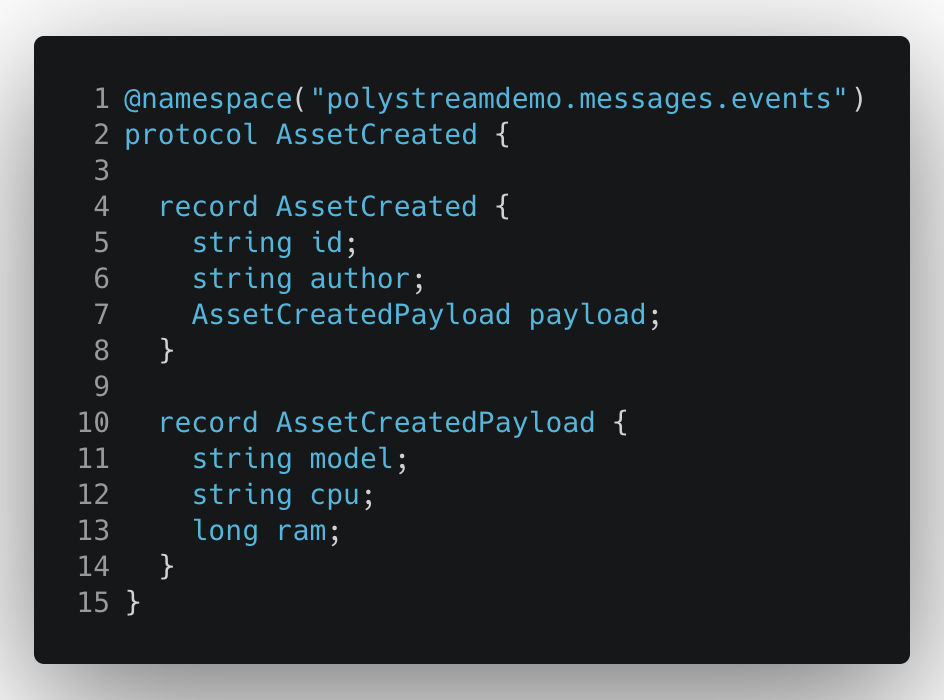 1 @namespace("polystreamdemo.messages.events")
2 protocol AssetCreated {
3
4   record AssetCreated {
5     string id;
6     string author;
7     AssetCreatedPayload payload;
8   }
9
10   record AssetCreatedPayload {
11     string model;
12     string cpu;
13     long ram;
14   }
15 }